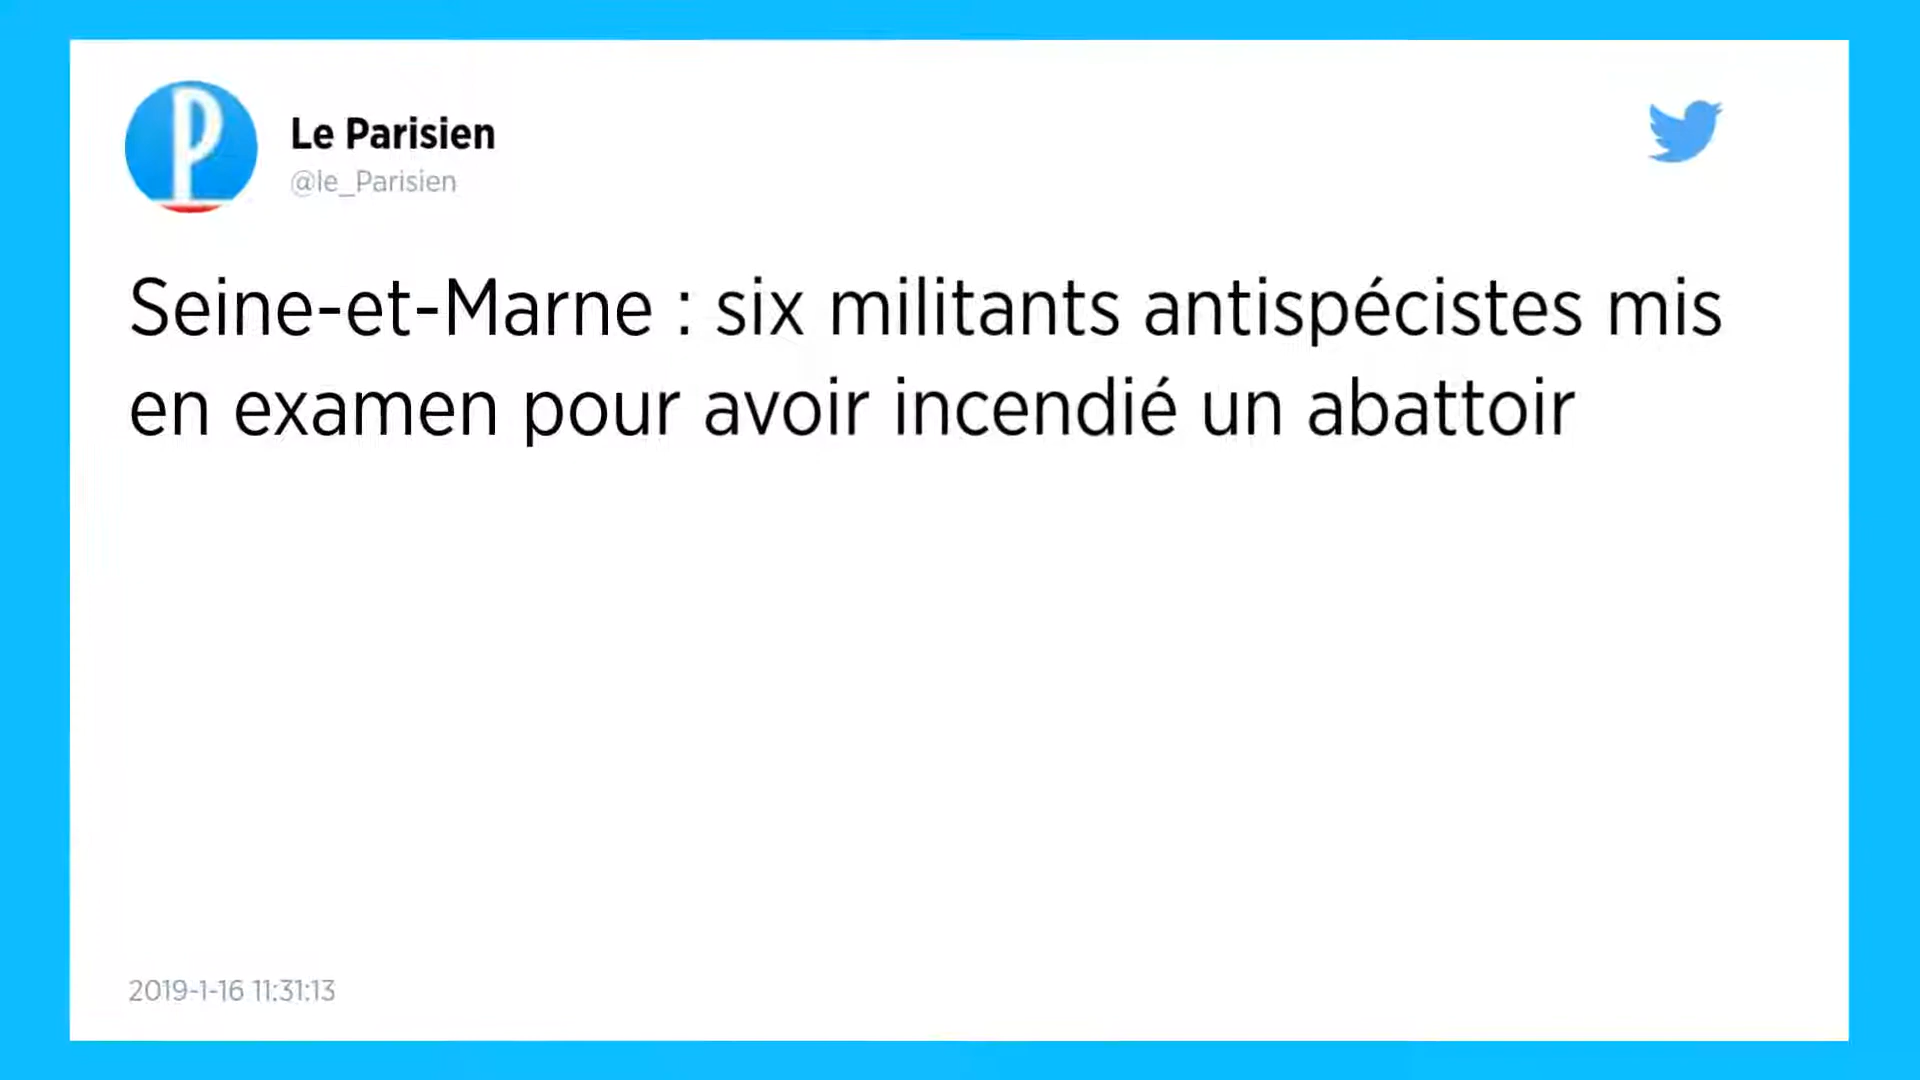 Le Parisien
@le_Parisien
Seine-et-Marne : six militants antispécistes mis
en examen pour avoir incendié un abattoir
2019-1-16 11:31:13